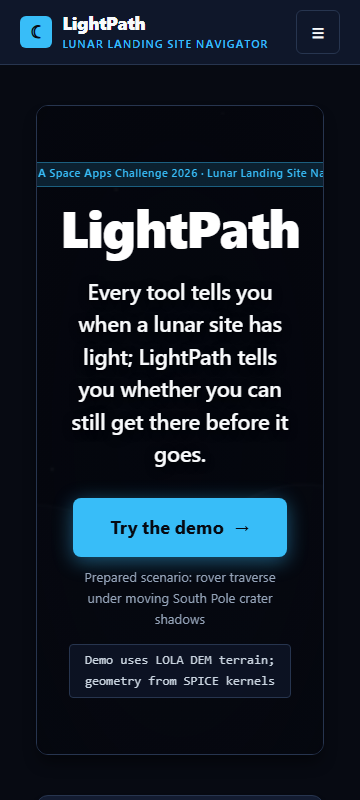 ☾
LightPath
LUNAR LANDING SITE NAVIGATOR
☰
A Space Apps Challenge 2026 · Lunar Landing Site Na
LightPath
Every tool tells you
when a lunar site has
light; LightPath tells
you whether you can
still get there before it
goes.
Try the demo →
Prepared scenario: rover traverse
under moving South Pole crater
shadows
Demo uses LOLA DEM terrain;
geometry from SPICE kernels